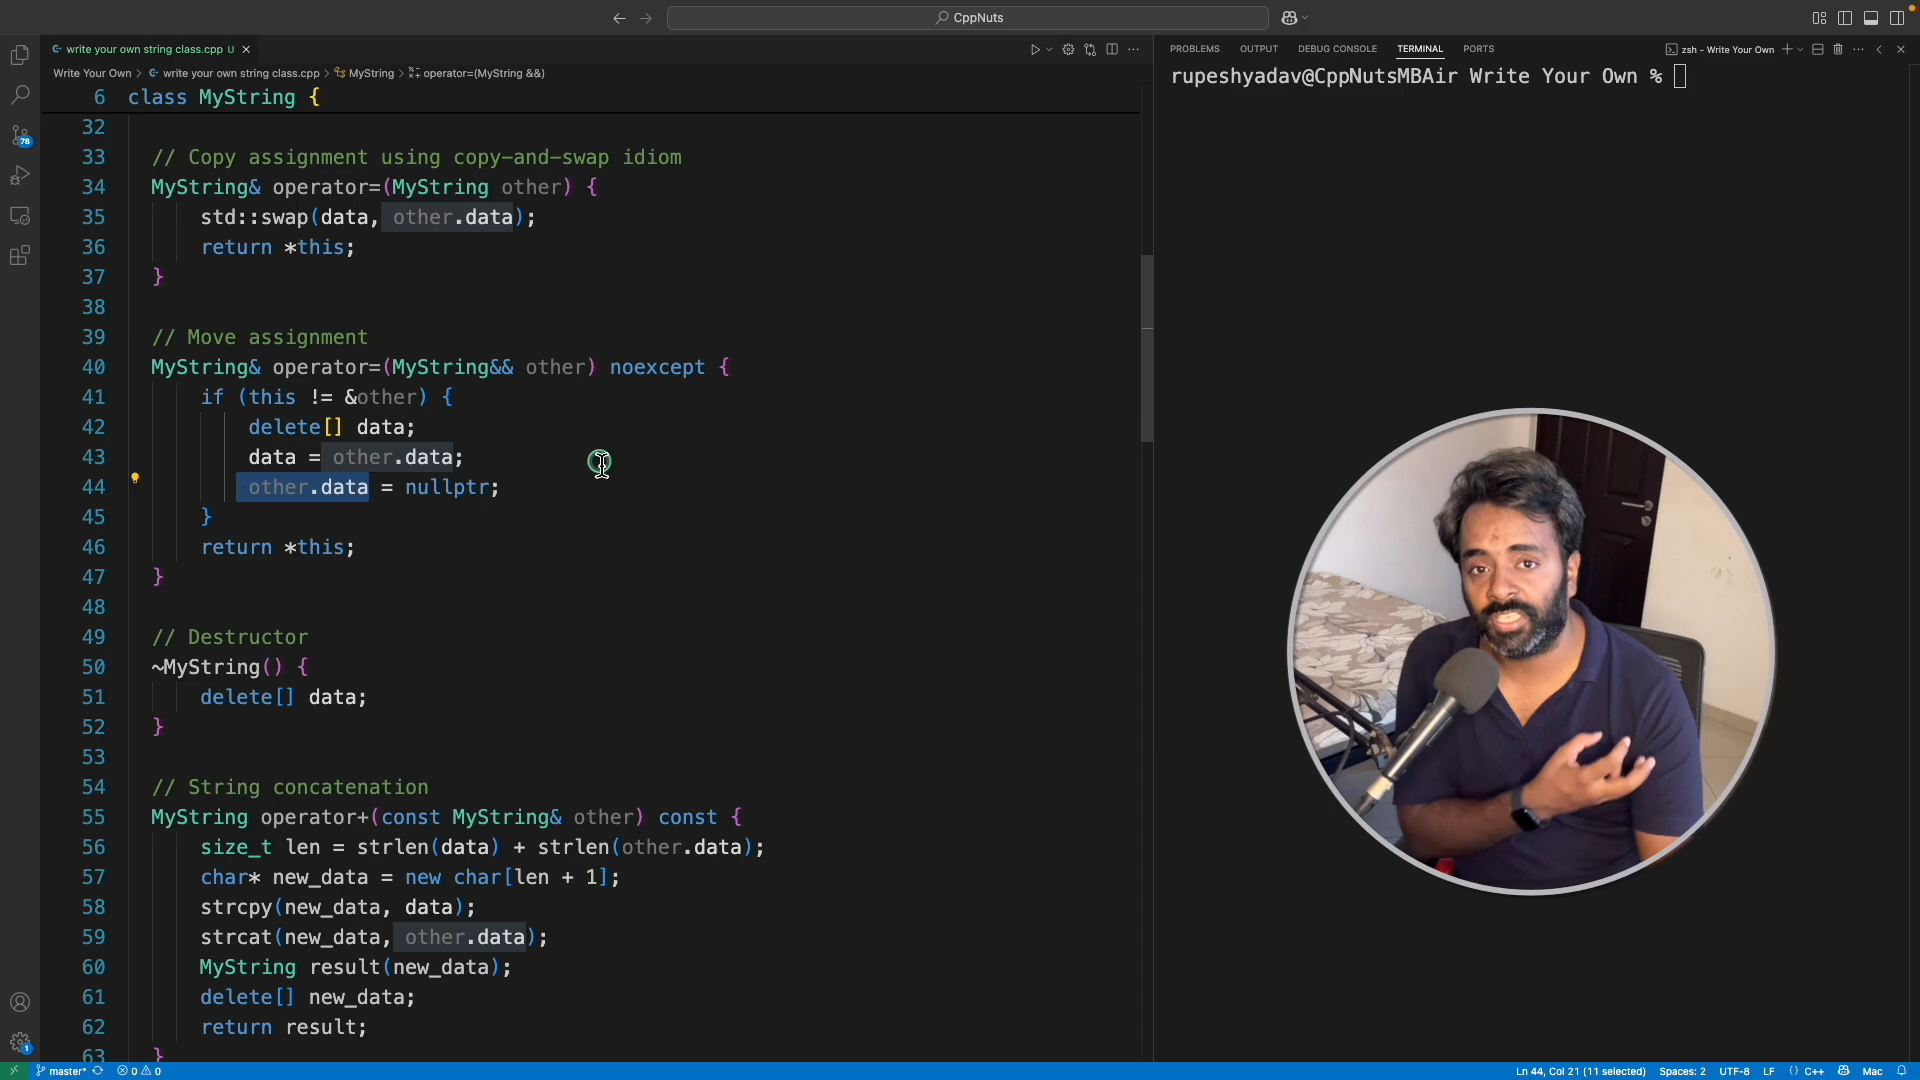 CppNuts
write your own string class.cpp U
PROBLEMS OUTPUT DEBUG CONSOLE TERMINAL PORTS
zsh - Write Your Own
Write Your Own > write your own string class.cpp > MyString > operator=(MyString &&)
rupeshyadav@CppNutsMBAir Write Your Own %
6 class MyString {
32
33 // Copy assignment using copy-and-swap idiom
34 MyString& operator=(MyString other) {
35 std::swap(data, other.data);
36 return *this;
37 }
38
39 // Move assignment
40 MyString& operator=(MyString&& other) noexcept {
41 if (this != &other) {
42 delete[] data;
43 data = other.data;
44 other.data = nullptr;
45 }
46 return *this;
47 }
48
49 // Destructor
50 ~MyString() {
51 delete[] data;
52 }
53
54 // String concatenation
55 MyString operator+(const MyString& other) const {
56 size_t len = strlen(data) + strlen(other.data);
57 char* new_data = new char[len + 1];
58 strcpy(new_data, data);
59 strcat(new_data, other.data);
60 MyString result(new_data);
61 delete[] new_data;
62 return result;
63 }
78
1
master* 0 0
Ln 44, Col 21 (11 selected) Spaces: 2 UTF-8 LF {} C++ Mac